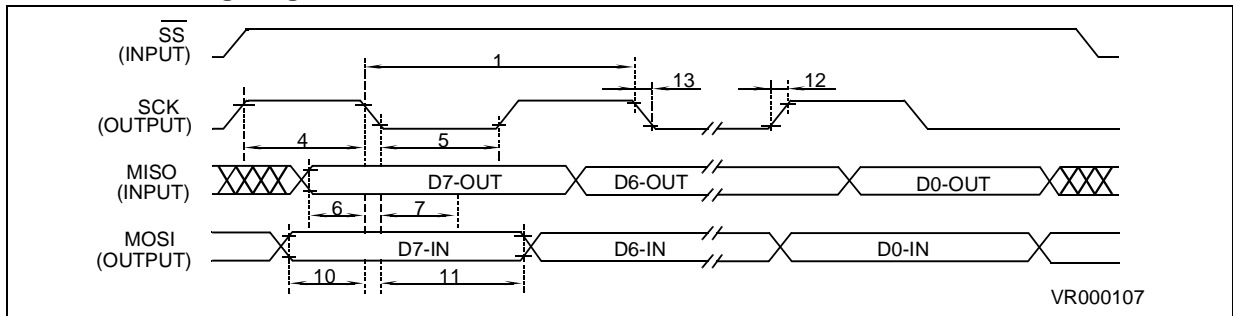 SS
(INPUT)
1
13
12
SCK
(OUTPUT)
4
5
MISO
(INPUT)
D7-OUT
D6-OUT
D0-OUT
6
7
MOSI
(OUTPUT)
D7-IN
D6-IN
D0-IN
10
11
VR000107